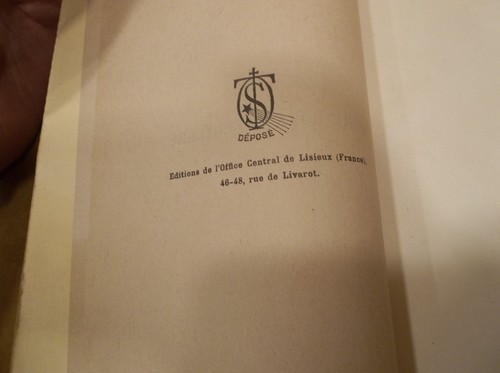 DÉPOSÉ
Editions de l'Office Central de Lisieux (France),
46-48, rue de Livarot.